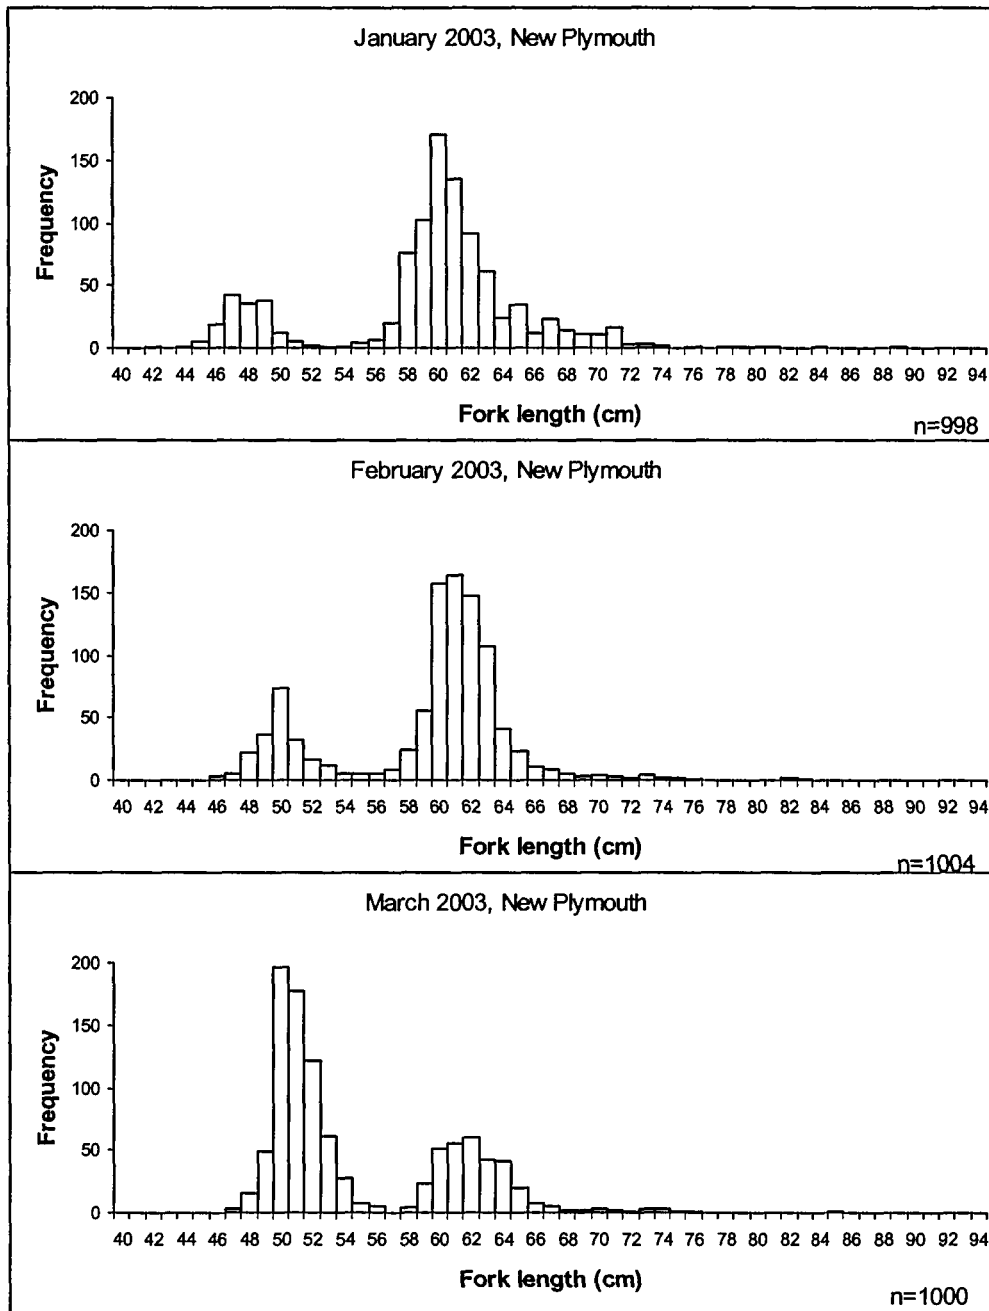 January 2003, New Plymouth
200
150
100
50
0
Frequency
40 42 44 46 48 50 52 54 56 58 60 62 64 66 68 70 72 74 76 78 80 82 84 86 88 90 92 94
Fork length (cm)
n=998
February 2003, New Plymouth
200
150
100
50
0
Frequency
40 42 44 46 48 50 52 54 56 58 60 62 64 66 68 70 72 74 76 78 80 82 84 86 88 90 92 94
Fork length (cm)
n=1004
March 2003, New Plymouth
200
150
100
50
0
Frequency
40 42 44 46 48 50 52 54 56 58 60 62 64 66 68 70 72 74 76 78 80 82 84 86 88 90 92 94
Fork length (cm)
n=1000